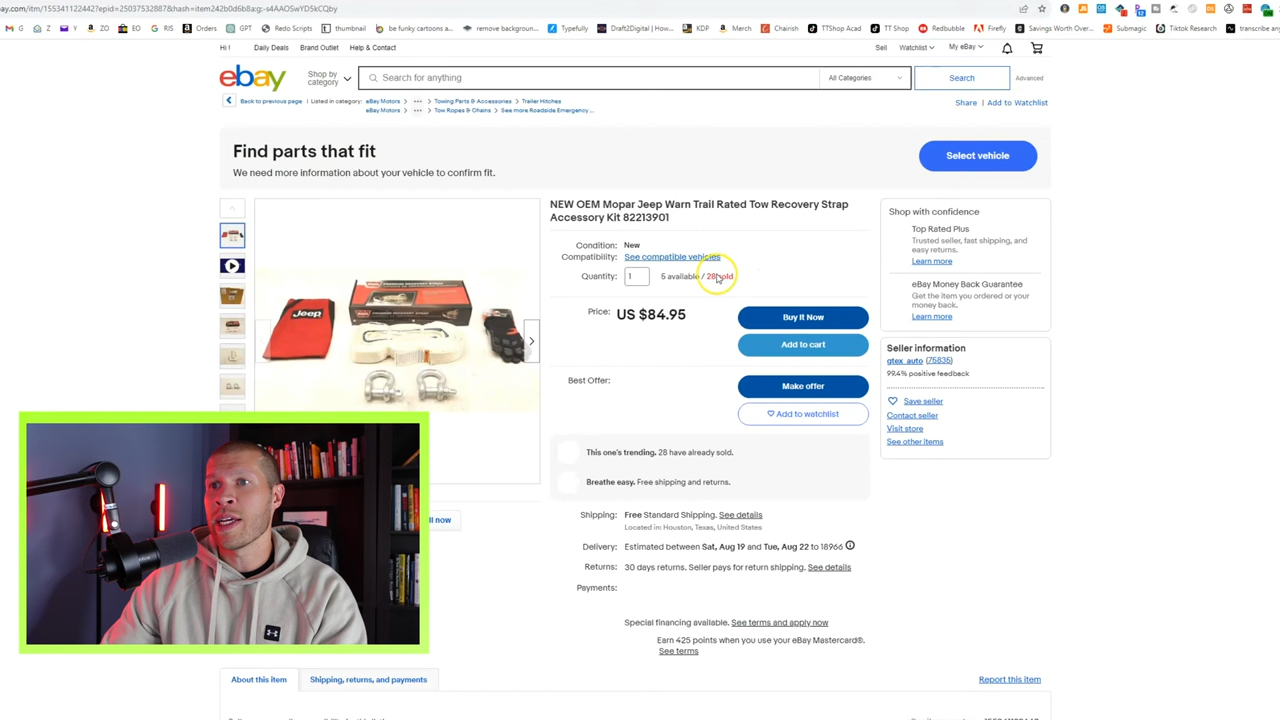 bay.com/itm/155341122442?epid=25037532887&hash=item242b0d6b8a:g:-s4AAOSwYD5kCQby
G Z Y ZO EO RIS Orders GPT Redo Scripts thumbnail be funky cartoons a... remove backgroun... Typefully Draft2Digital | How... KDP Merch Chairish TTShop Acad TT Shop Redbubble Firefly Savings Worth Over... Submagic Tiktok Research transcribe any
Hi ! Daily Deals Brand Outlet Help & Contact Sell Watchlist My eBay
ebay Shop by category Search for anything All Categories Search Advanced
Back to previous page | Listed in category: eBay Motors > ... > Towing Parts & Accessories > Trailer Hitches Share | Add to Watchlist
eBay Motors > ... > Tow Ropes & Chains > See more Roadside Emergency ...
Find parts that fit
We need more information about your vehicle to confirm fit.
Select vehicle
NEW OEM Mopar Jeep Warn Trail Rated Tow Recovery Strap
Accessory Kit 82213901
Condition: New
Compatibility: See compatible vehicles
Quantity: 1 5 available / 28 sold
Price: US $84.95
Buy It Now
Add to cart
Best Offer:
Make offer
Add to watchlist
This one's trending. 28 have already sold.
Breathe easy. Free shipping and returns.
Shipping: Free Standard Shipping. See details
Located in: Houston, Texas, United States
Delivery: Estimated between Sat, Aug 19 and Tue, Aug 22 to 18966
Returns: 30 days returns. Seller pays for return shipping. See details
Payments:
Special financing available. See terms and apply now
Earn 425 points when you use your eBay Mastercard®.
See terms
Shop with confidence
Top Rated Plus
Trusted seller, fast shipping, and
easy returns.
Learn more
eBay Money Back Guarantee
Get the item you ordered or your
money back.
Learn more
Seller information
gtex_auto (75835)
99.4% positive feedback
Save seller
Contact seller
Visit store
See other items
Jeep
ll now
About this item Shipping, returns, and payments Report this item